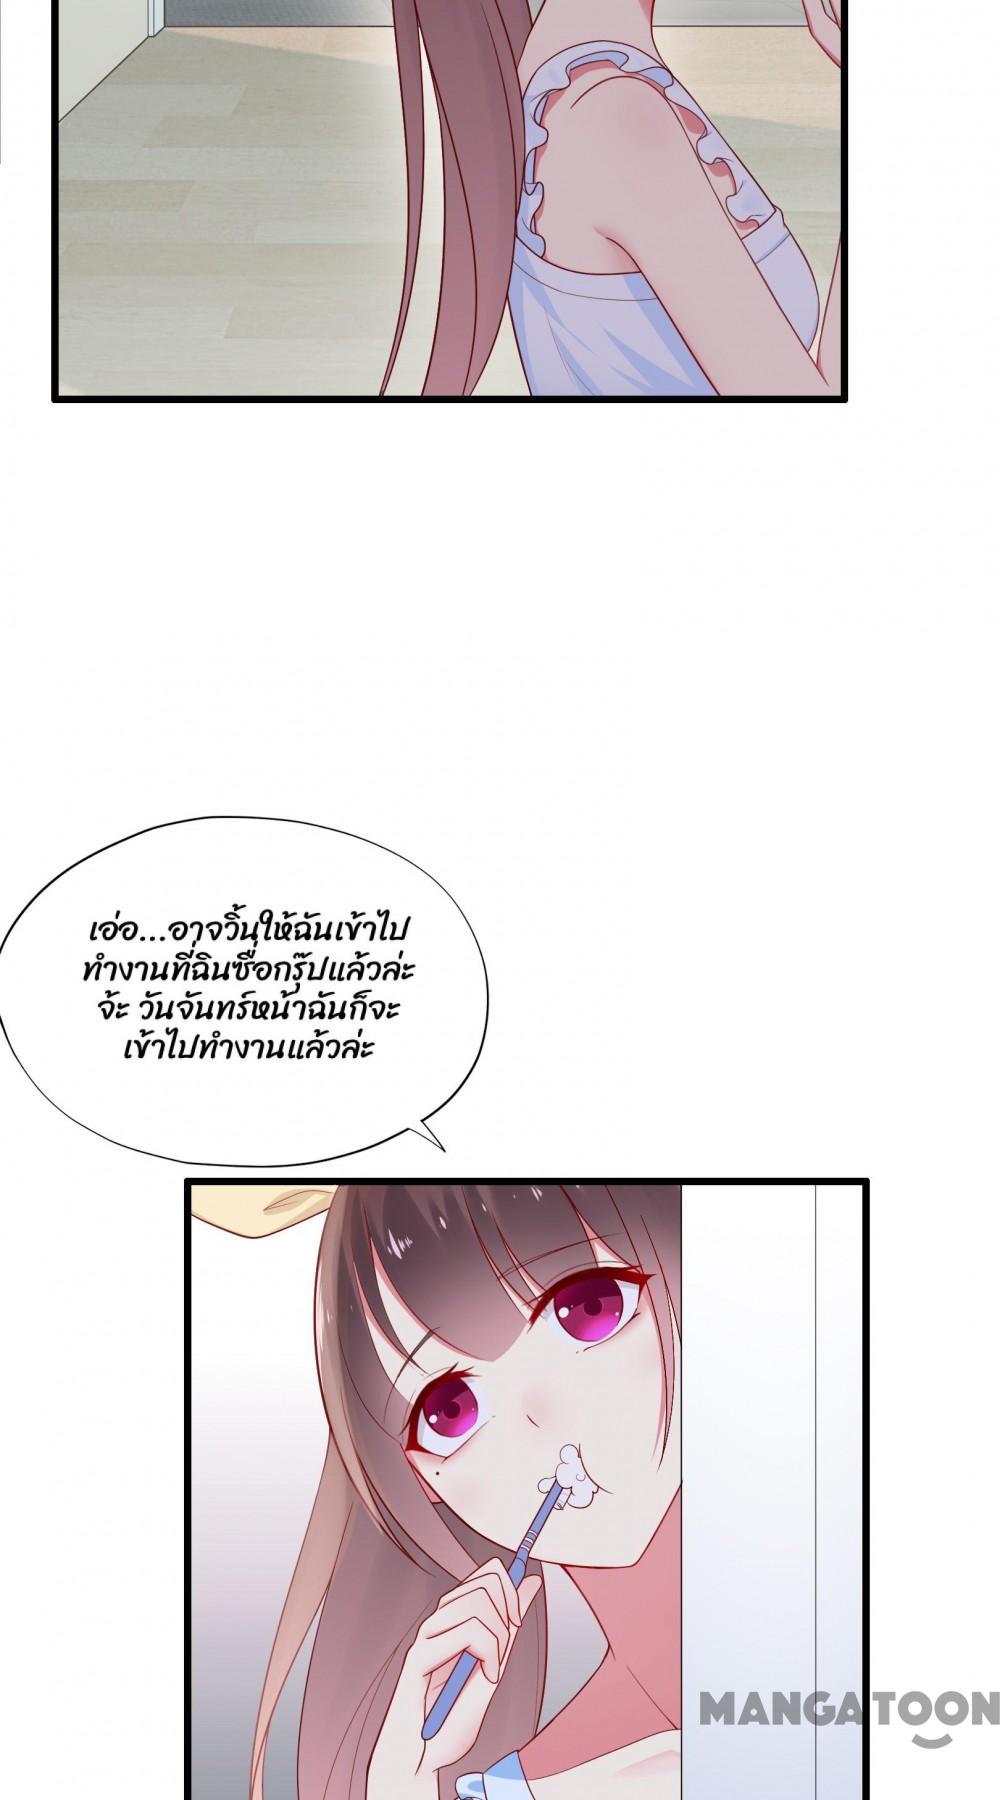 เอ่อ...อาจวิ้นให้ฉันเข้าไป
ทำงานที่ฉินซื่อกรุ๊ปแล้วล่ะ
จ้ะ วันจันทร์หน้าฉันก็จะ
เข้าไปทำงานแล้วล่ะ
MANGATOON